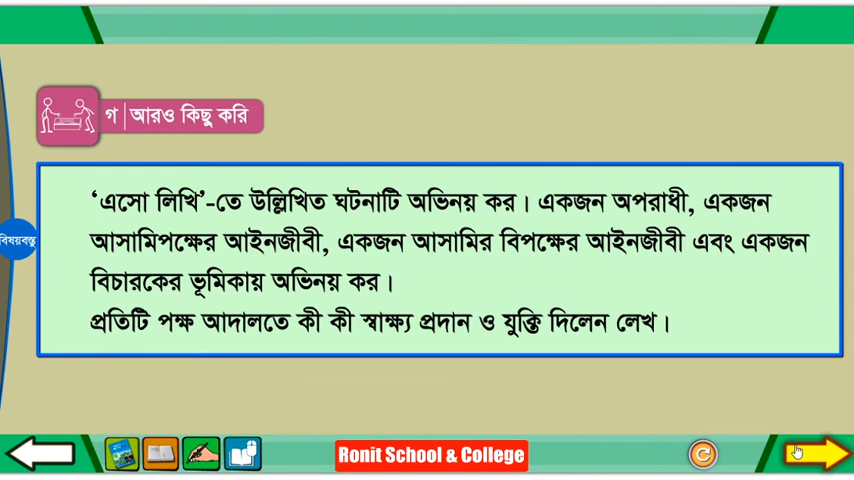 গ | আরও কিছু করি
‘এসো লিখি’-তে উল্লিখিত ঘটনাটি অভিনয় কর। একজন অপরাধী, একজন
আসামিপক্ষের আইনজীবী, একজন আসামির বিপক্ষের আইনজীবী এবং একজন
বিচারকের ভূমিকায় অভিনয় কর।
প্রতিটি পক্ষ আদালতে কী কী স্বাক্ষ্য প্রদান ও যুক্তি দিলেন লেখ।
বিষয়বস্তু
Ronit School & College